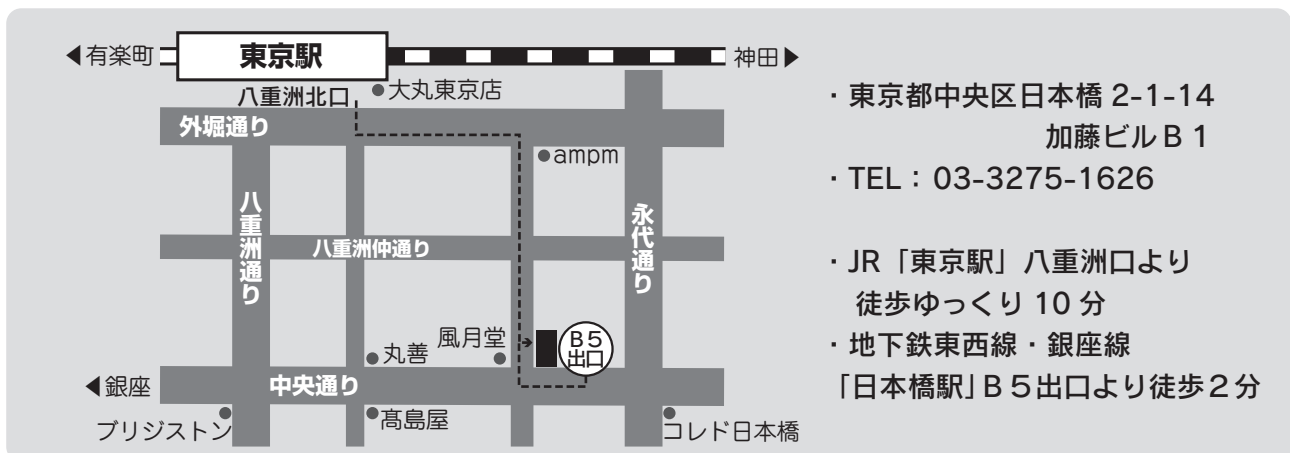 ◀有楽町
東京駅
神田▶
八重洲北口
●大丸東京店
外堀通り
●ampm
八重洲通り
永代通り
八重洲仲通り
風月堂
●丸善
B5
出口
◀銀座
中央通り
ブリジストン
●髙島屋
コレド日本橋
・東京都中央区日本橋 2-1-14
加藤ビルB 1
・TEL：03-3275-1626
・JR「東京駅」八重洲口より
徒歩ゆっくり 10 分
・地下鉄東西線・銀座線
「日本橋駅」B 5出口より徒歩2分